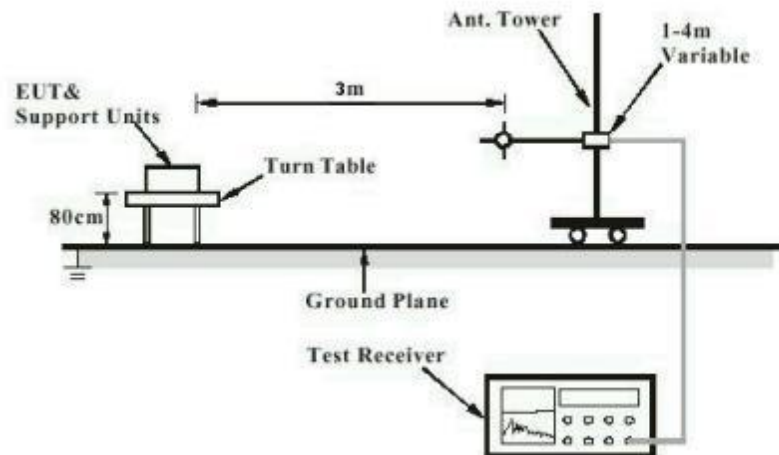 Ant. Tower
1-4m
Variable
3m
EUT&
Support Units
Turn Table
80cm
Ground Plane
Test Receiver